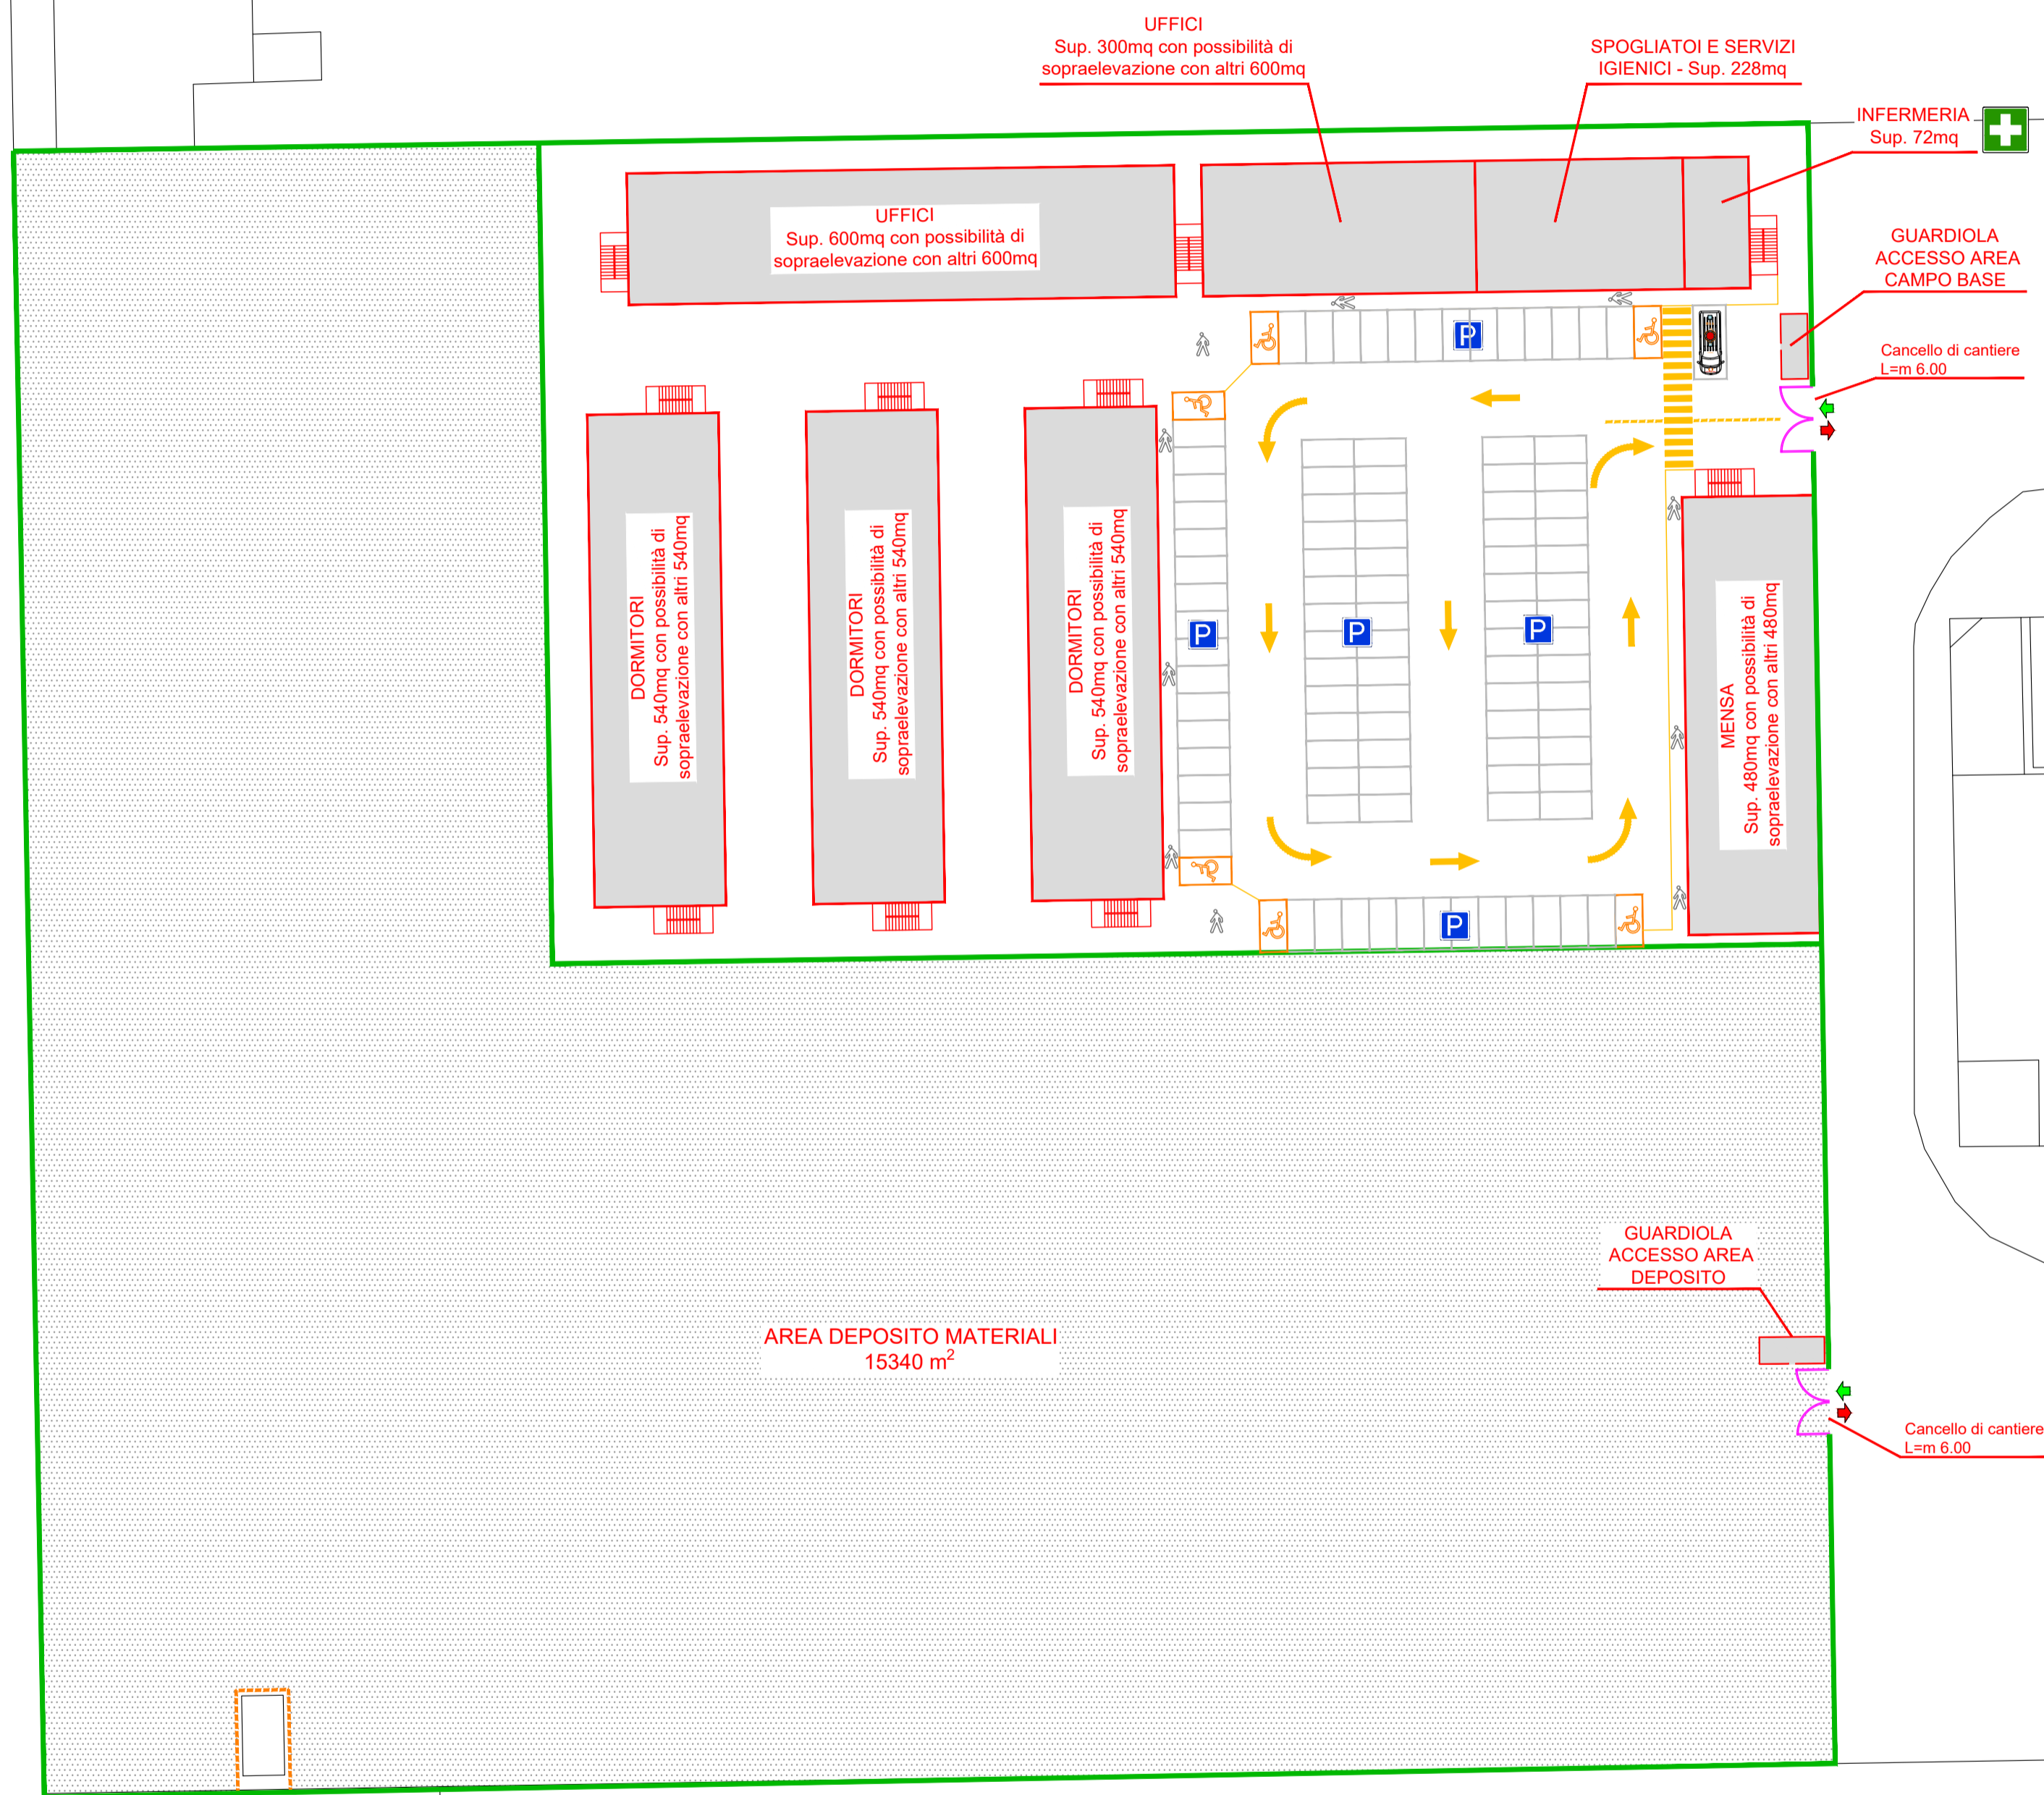 UFFICI
Sup. 300mq con possibilità di
sopraelevazione con altri 600mq
SPOGLIATOI E SERVIZI
IGIENICI - Sup. 228mq
INFERMERIA
Sup. 72mq
UFFICI
Sup. 600mq con possibilità di
sopraelevazione con altri 600mq
GUARDIOLA
ACCESSO AREA
CAMPO BASE
Cancello di cantiere
L=m 6.00
P
DORMITORI
Sup. 540mq con possibilità di
sopraelevazione con altri 540mq
DORMITORI
Sup. 540mq con possibilità di
sopraelevazione con altri 540mq
DORMITORI
Sup. 540mq con possibilità di
sopraelevazione con altri 540mq
P
P
P
MENSA
Sup. 480mq con possibilità di
sopraelevazione con altri 480mq
P
GUARDIOLA
ACCESSO AREA
DEPOSITO
AREA DEPOSITO MATERIALI
15340 m²
Cancello di cantiere
L=m 6.00